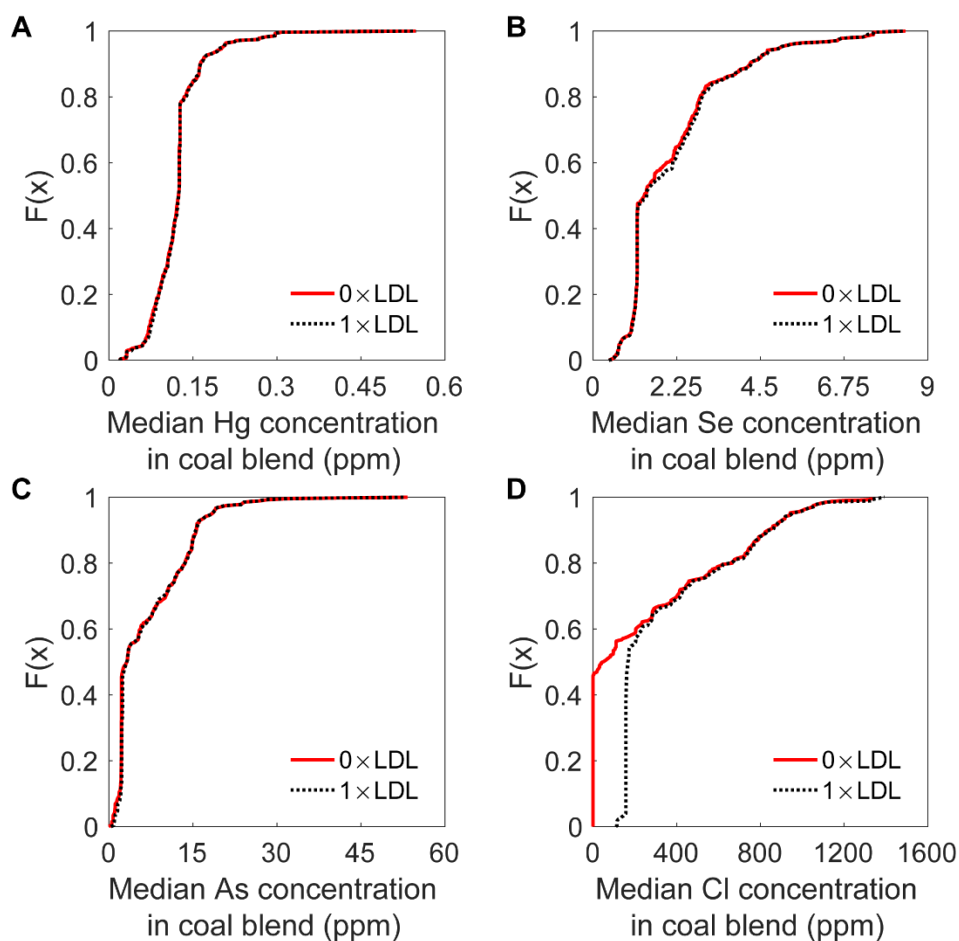 A
F(x)
1
0.8
0.6
0.4
0.2
0
0×LDL
1×LDL
0 0.15 0.3 0.45 0.6
Median Hg concentration
in coal blend (ppm)
B
F(x)
1
0.8
0.6
0.4
0.2
0
0×LDL
1×LDL
0 2.25 4.5 6.75 9
Median Se concentration
in coal blend (ppm)
C
F(x)
1
0.8
0.6
0.4
0.2
0
0×LDL
1×LDL
0 15 30 45 60
Median As concentration
in coal blend (ppm)
D
F(x)
1
0.8
0.6
0.4
0.2
0
0×LDL
1×LDL
0 400 800 1200 1600
Median Cl concentration
in coal blend (ppm)